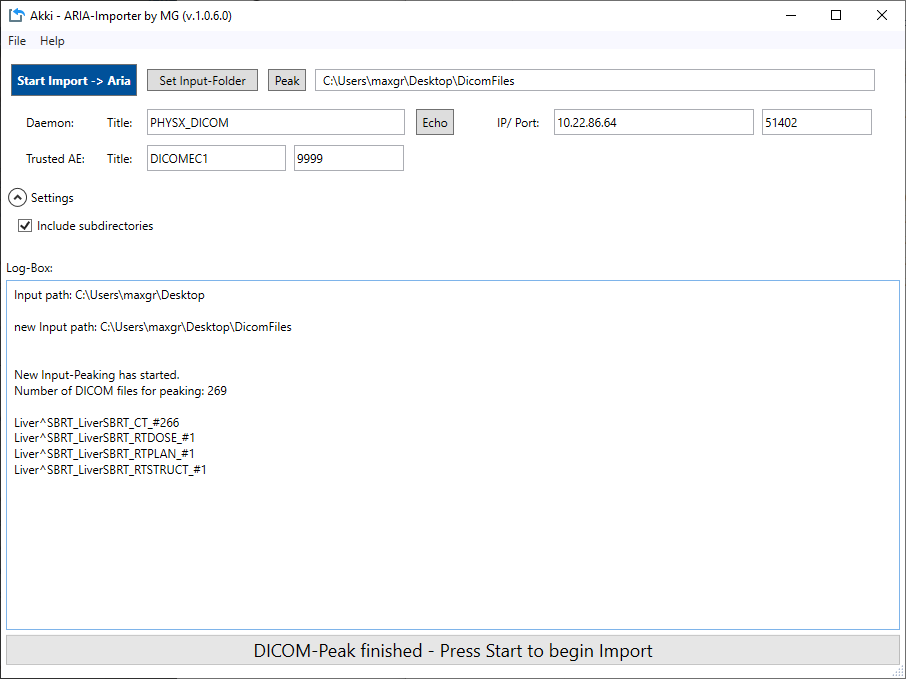 Akki - ARIA-Importer by MG (v.1.0.6.0)
File Help
Start Import -> Aria Set Input-Folder Peak C:\Users\maxgr\Desktop\DicomFiles
Daemon: Title: PHYSX_DICOM Echo IP/ Port: 10.22.86.64 51402
Trusted AE: Title: DICOMEC1 9999
Settings
Include subdirectories
Log-Box:
Input path: C:\Users\maxgr\Desktop
new Input path: C:\Users\maxgr\Desktop\DicomFiles
New Input-Peaking has started.
Number of DICOM files for peaking: 269
Liver^SBRT_LiverSBRT_CT_#266
Liver^SBRT_LiverSBRT_RTDOSE_#1
Liver^SBRT_LiverSBRT_RTPLAN_#1
Liver^SBRT_LiverSBRT_RTSTRUCT_#1
DICOM-Peak finished - Press Start to begin Import